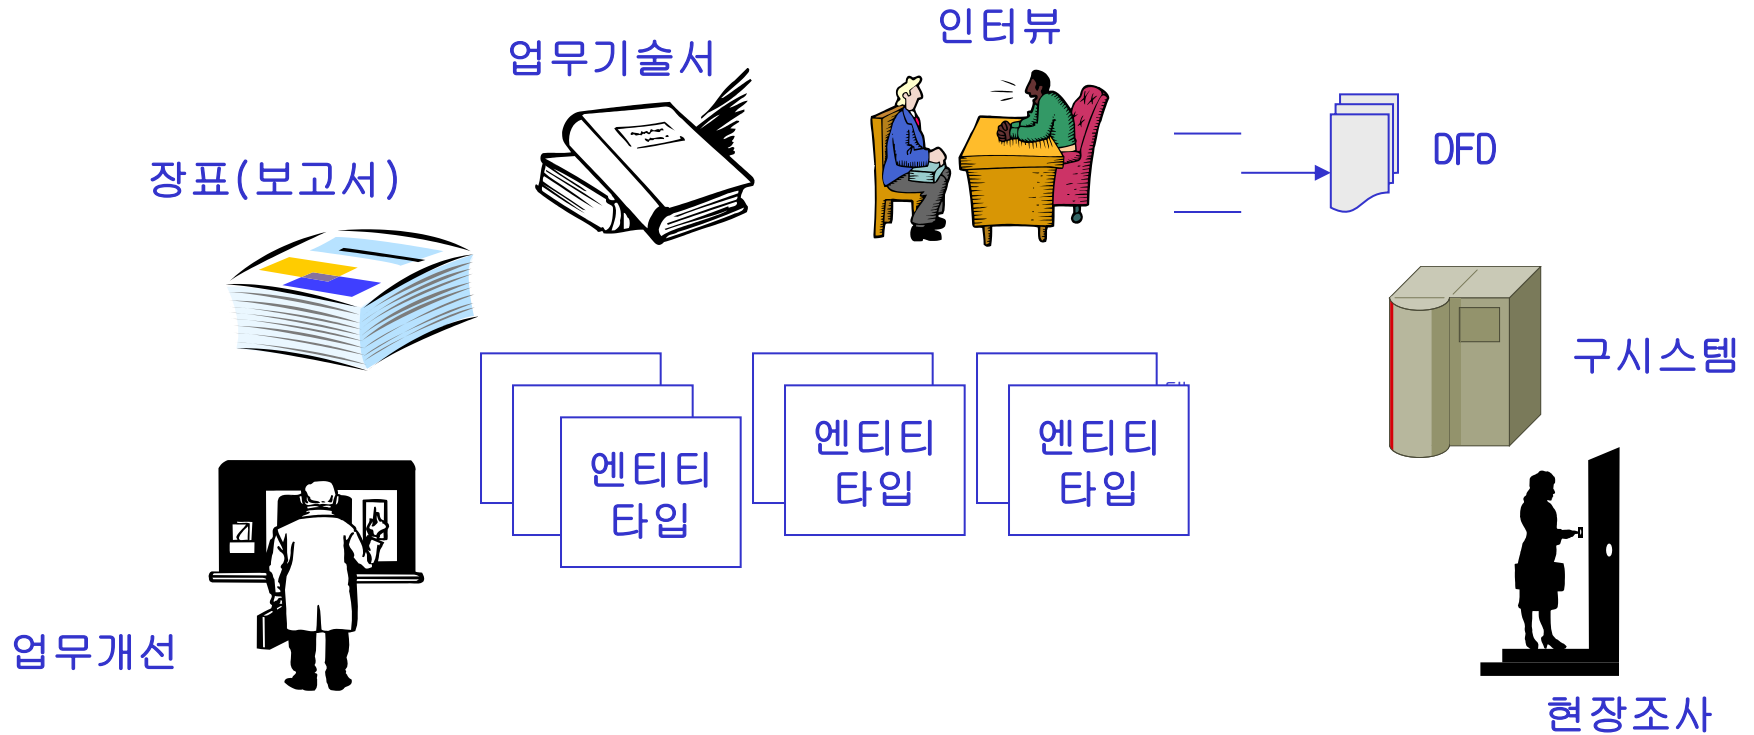 인터뷰
업무기술서
DFD
장표(보고서)
구시스템
엔티티
타입
엔티티
타입
엔티티
타입
업무개선
현장조사